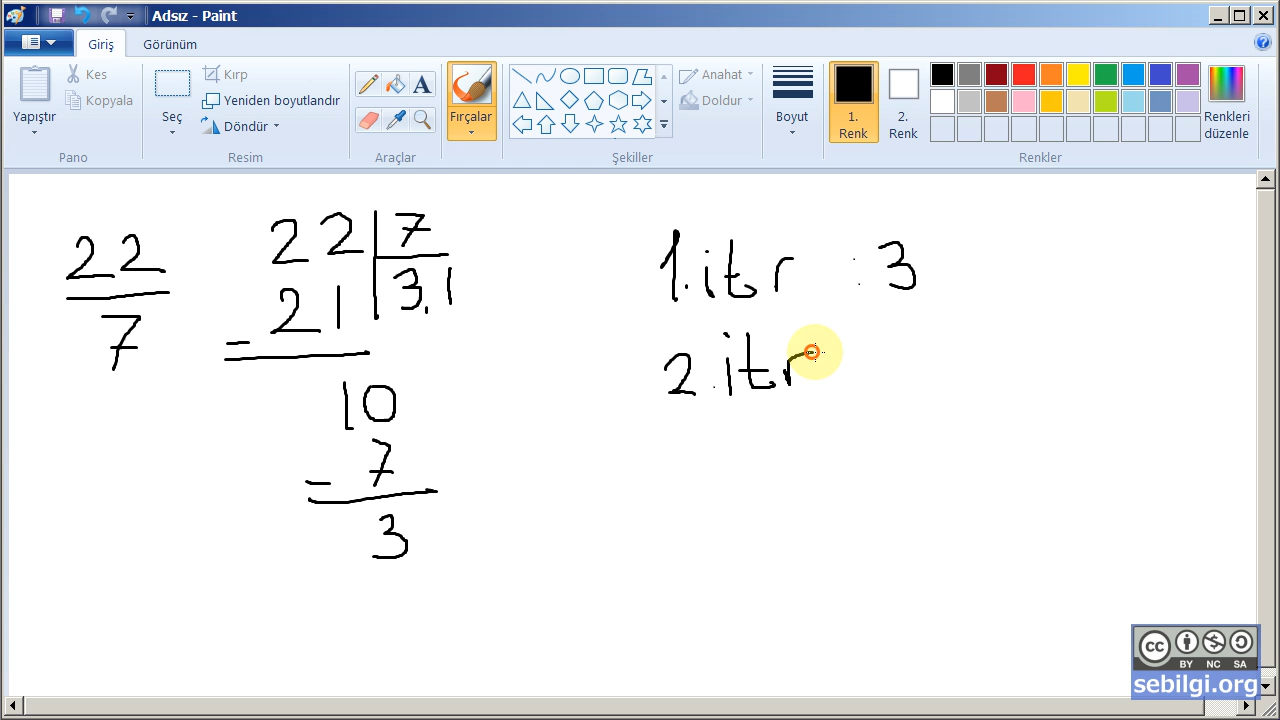 Adsız - Paint
Giriş
Görünüm
Yapıştır
Kes
Kopyala
Pano
Seç
Kırp
Yeniden boyutlandı
Döndür
Resim
A
Araçlar
Fırçalar
Anahat
Doldur
Şekiller
Boyut
1.
Renk
2.
Renk
Renkleri
düzenle
Renkler
22
7
22 7
21 3,1
10
7
3
1.itr : 3
2.itr
cc
BY NC SA
sebilgi.org